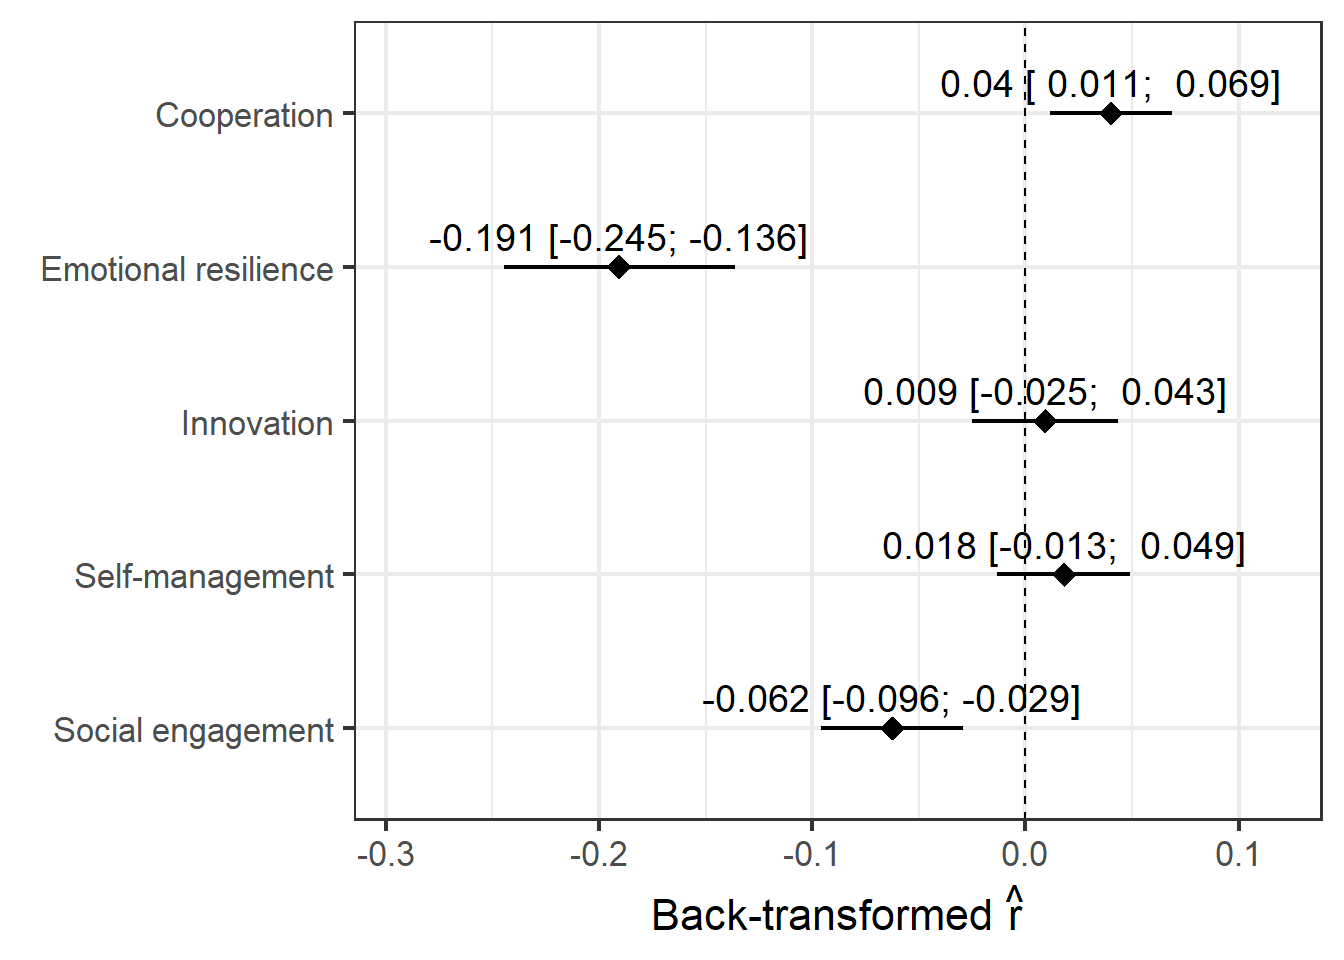 0.04 [ 0.011;  0.069]
Cooperation
-0.191 [-0.245; -0.136]
Emotional resilience
0.009 [-0.025;  0.043]
Innovation
0.018 [-0.013;  0.049]
Self-management
-0.062 [-0.096; -0.029]
Social engagement
-0.3 -0.2 -0.1 0.0 0.1
Back-transformed r̂